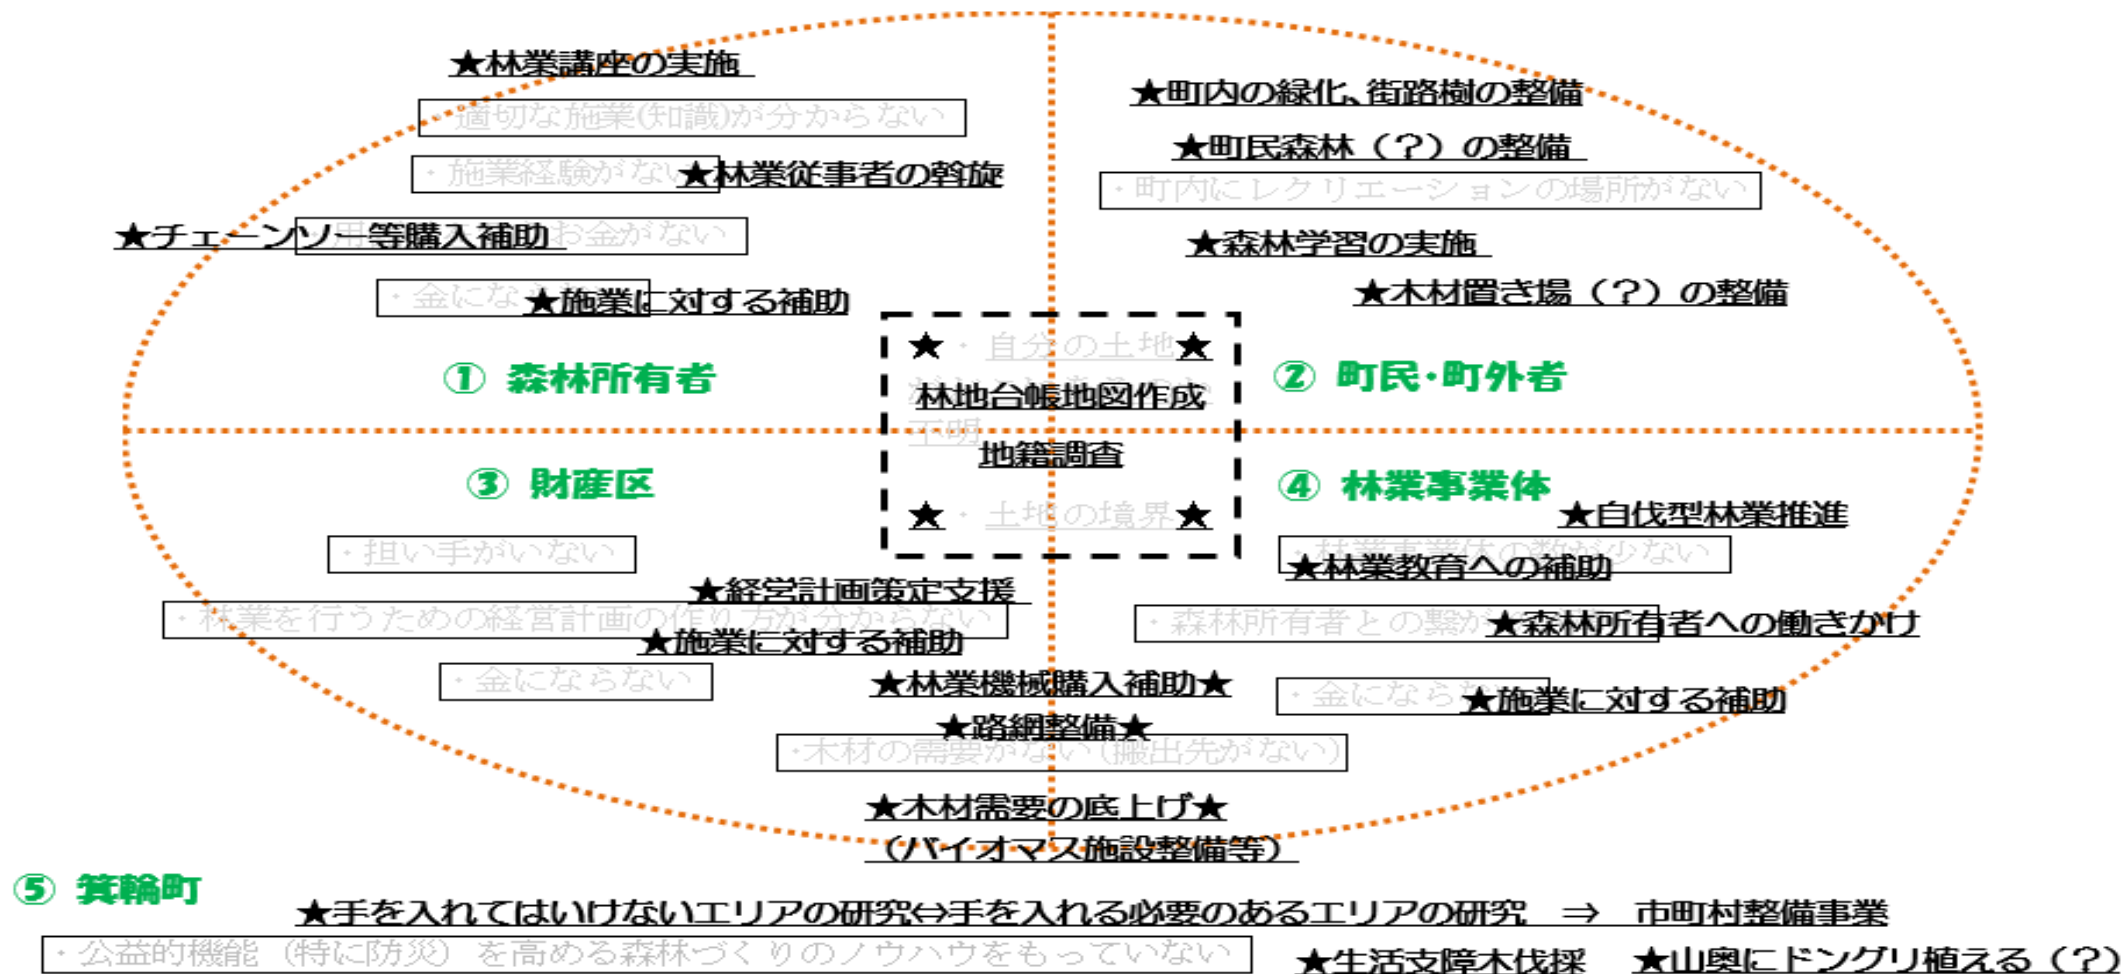 ★林業講座の実施
・適切な施業(知識)が分からない
・施業経験がな
★林業従事者の斡旋
★チェーンソー等購入補助
お金がない
・金にな
★施業に対する補助
① 森林所有者
★町内の緑化、街路樹の整備
★町民森林（？）の整備
・町内にレクリエーションの場所がない
★森林学習の実施
★木材置き場（？）の整備
② 町民・町外者
★・自分の土地★
林地台帳地図作成
不明
地籍調査
★・土地の境界★
③ 財産区
・担い手がいない
★経営計画策定支援
・林業を行うための経営計画の作り方が分からない
★施業に対する補助
・金にならない
④ 林業事業体
★自伐型林業推進
・林業事業体の数が少ない
★林業教育への補助
・森林所有者との繋が
★森林所有者への働きかけ
・金になら
★施業に対する補助
★林業機械購入補助★
★路網整備★
・木材の需要がない(搬出先がない)
★木材需要の底上げ★
（バイオマス施設整備等）
⑤ 箕輪町
★手を入れてはいけないエリアの研究⇔手を入れる必要のあるエリアの研究 ⇒ 市町村整備事業
・公益的機能（特に防災）を高める森林づくりのノウハウをもっていない
★生活支障木伐採 ★山奥にドングリ植える（？）